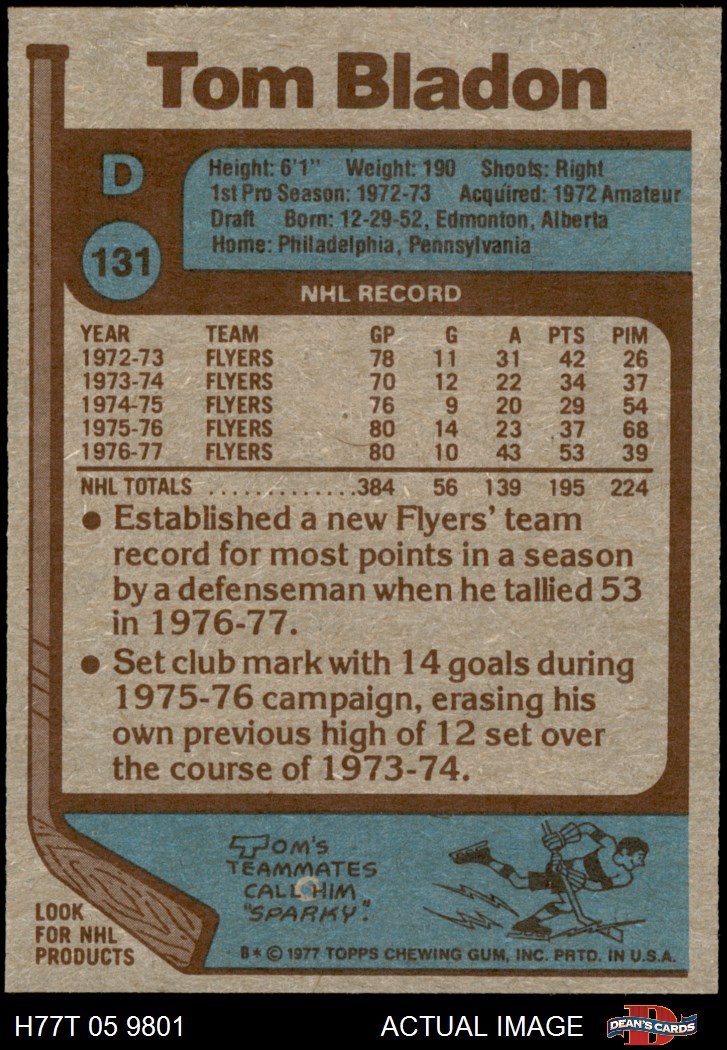 Tom Bladon
D
Height: 6'1" Weight: 190 Shoots: Right
1st Pro Season: 1972-73 Acquired: 1972 Amateur
Draft Born: 12-29-52, Edmonton, Alberta
Home: Philadelphia, Pennsylvania
131
NHL RECORD
YEAR TEAM GP G A PTS PIM
1972-73 FLYERS 78 11 31 42 26
1973-74 FLYERS 70 12 22 34 37
1974-75 FLYERS 76 9 20 29 54
1975-76 FLYERS 80 14 23 37 68
1976-77 FLYERS 80 10 43 53 39
NHL TOTALS .............384 56 139 195 224
● Established a new Flyers' team
record for most points in a season
by a defenseman when he tallied 53
in 1976-77.
● Set club mark with 14 goals during
1975-76 campaign, erasing his
own previous high of 12 set over
the course of 1973-74.
TOM'S
TEAMMATES
CALL HIM
"SPARKY".
LOOK
FOR NHL
PRODUCTS
B* © 1977 TOPPS CHEWING GUM, INC. PRTD. IN U.S.A.
H77T 05 9801 ACTUAL IMAGE
DEAN'S CARDS